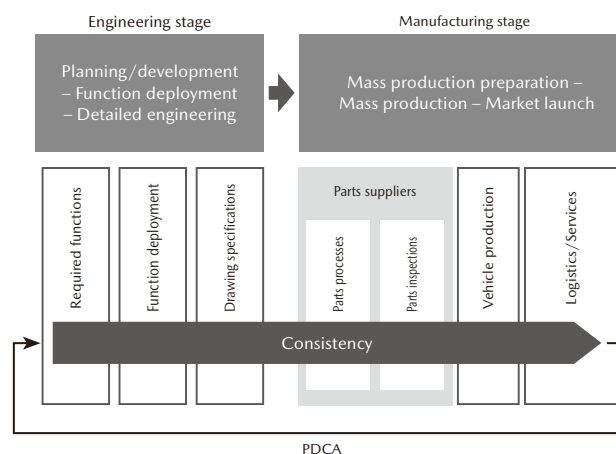 Engineering stage
Manufacturing stage
Planning/development
– Function deployment
– Detailed engineering
Mass production preparation –
Mass production – Market launch
Required functions
Function deployment
Drawing specifications
Parts suppliers
Parts processes
Parts inspections
Vehicle production
Logistics/Services
Consistency
PDCA